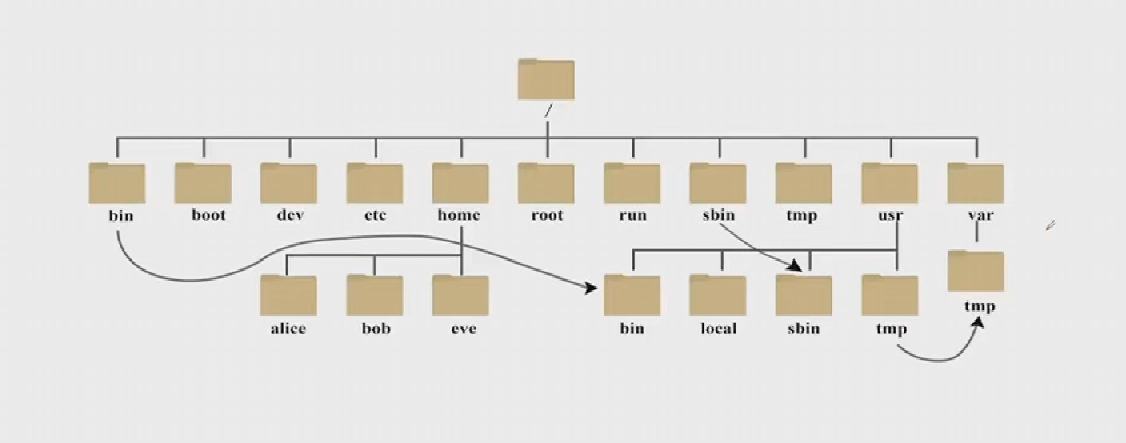 /
bin boot dev etc home root run sbin tmp usr var
tmp
alice bob eve bin local sbin tmp